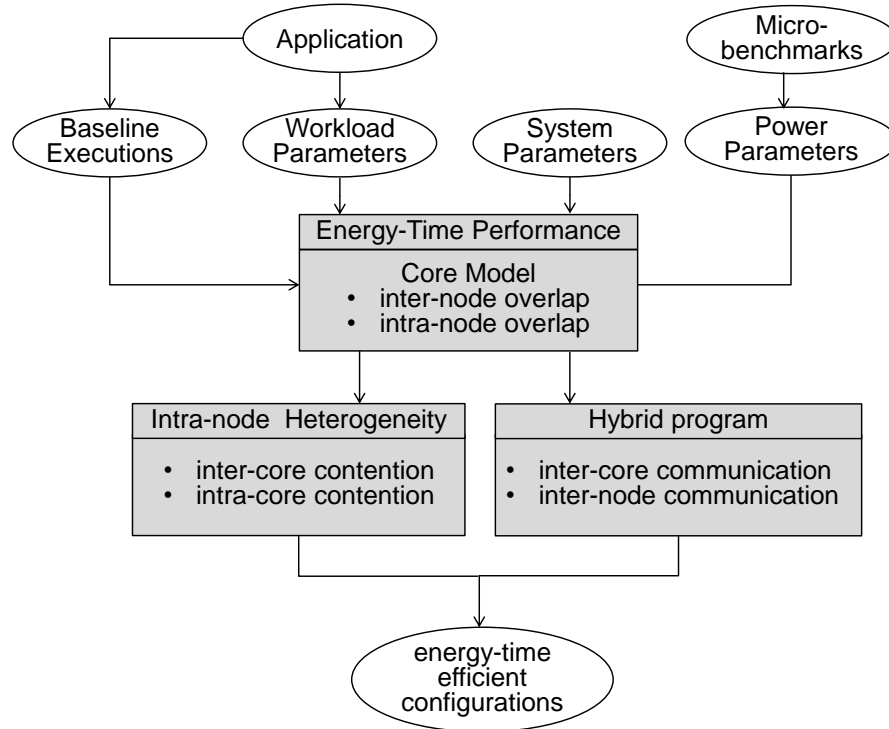 Application
Micro-
benchmarks
Baseline
Executions
Workload
Parameters
System
Parameters
Power
Parameters
Energy-Time Performance
Core Model
• inter-node overlap
• intra-node overlap
Intra-node Heterogeneity
• inter-core contention
• intra-core contention
Hybrid program
• inter-core communication
• inter-node communication
energy-time
efficient
configurations